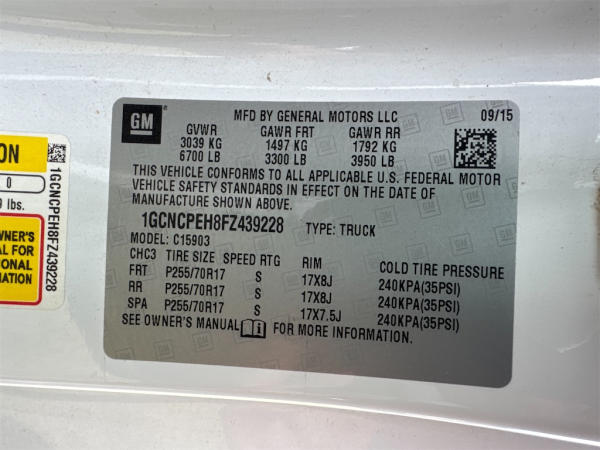 GM
MFD BY GENERAL MOTORS LLC 09/15
GVWR GAWR FRT GAWR RR
3039 KG 1497 KG 1792 KG
6700 LB 3300 LB 3950 LB
THIS VEHICLE CONFORMS TO ALL APPLICABLE U.S. FEDERAL MOTOR
VEHICLE SAFETY STANDARDS IN EFFECT ON THE DATE OF
MANUFACTURE SHOWN ABOVE.
1GCNCPEH8FZ439228 TYPE: TRUCK
MODEL: C15903
CHC3 TIRE SIZE SPEED RTG RIM COLD TIRE PRESSURE
FRT P255/70R17 S 17X8J 240KPA(35PSI)
RR P255/70R17 S 17X8J 240KPA(35PSI)
SPA P255/70R17 S 17X7.5J 240KPA(35PSI)
SEE OWNER'S MANUAL FOR MORE INFORMATION.
ION
0
lbs.
WNER'S
AL FOR
IONAL
MATION
1GCNCPEH8FZ439228